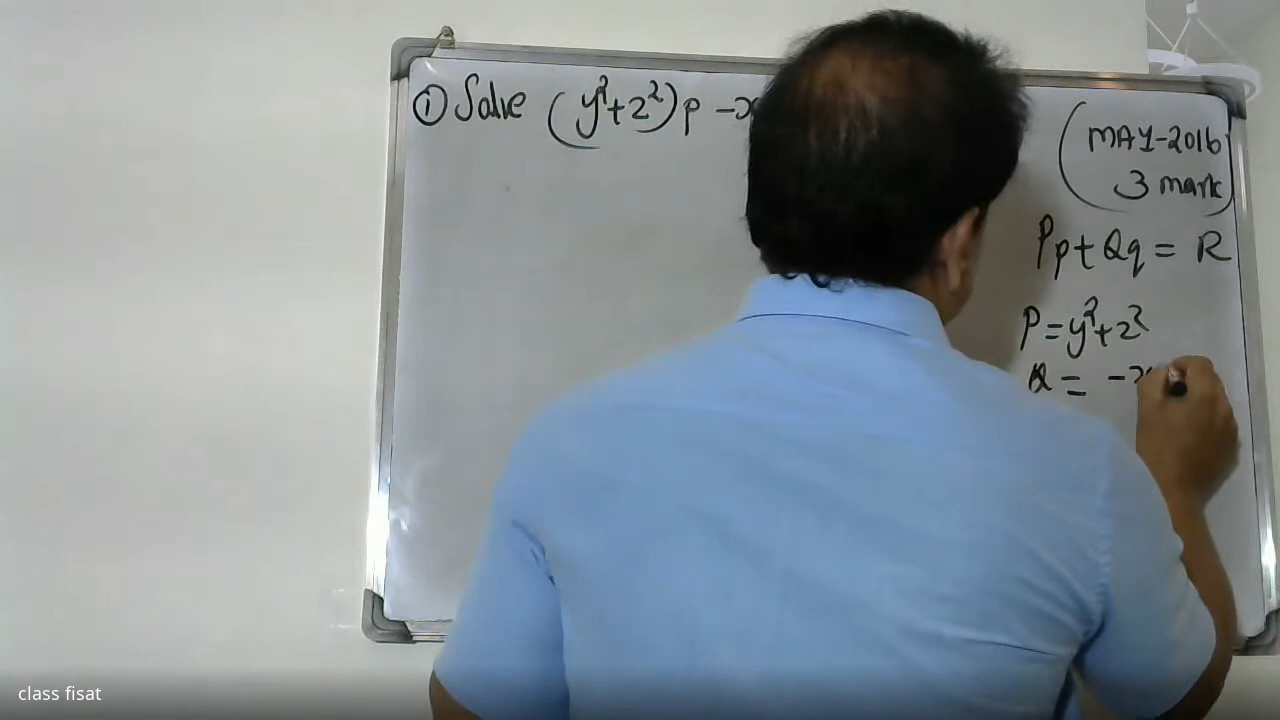 ① Solve (y²+z²)p -x
(MAY-2016
3 mark)
Pp+Qq = R
P = y²+z²
Q = -x
class fisat